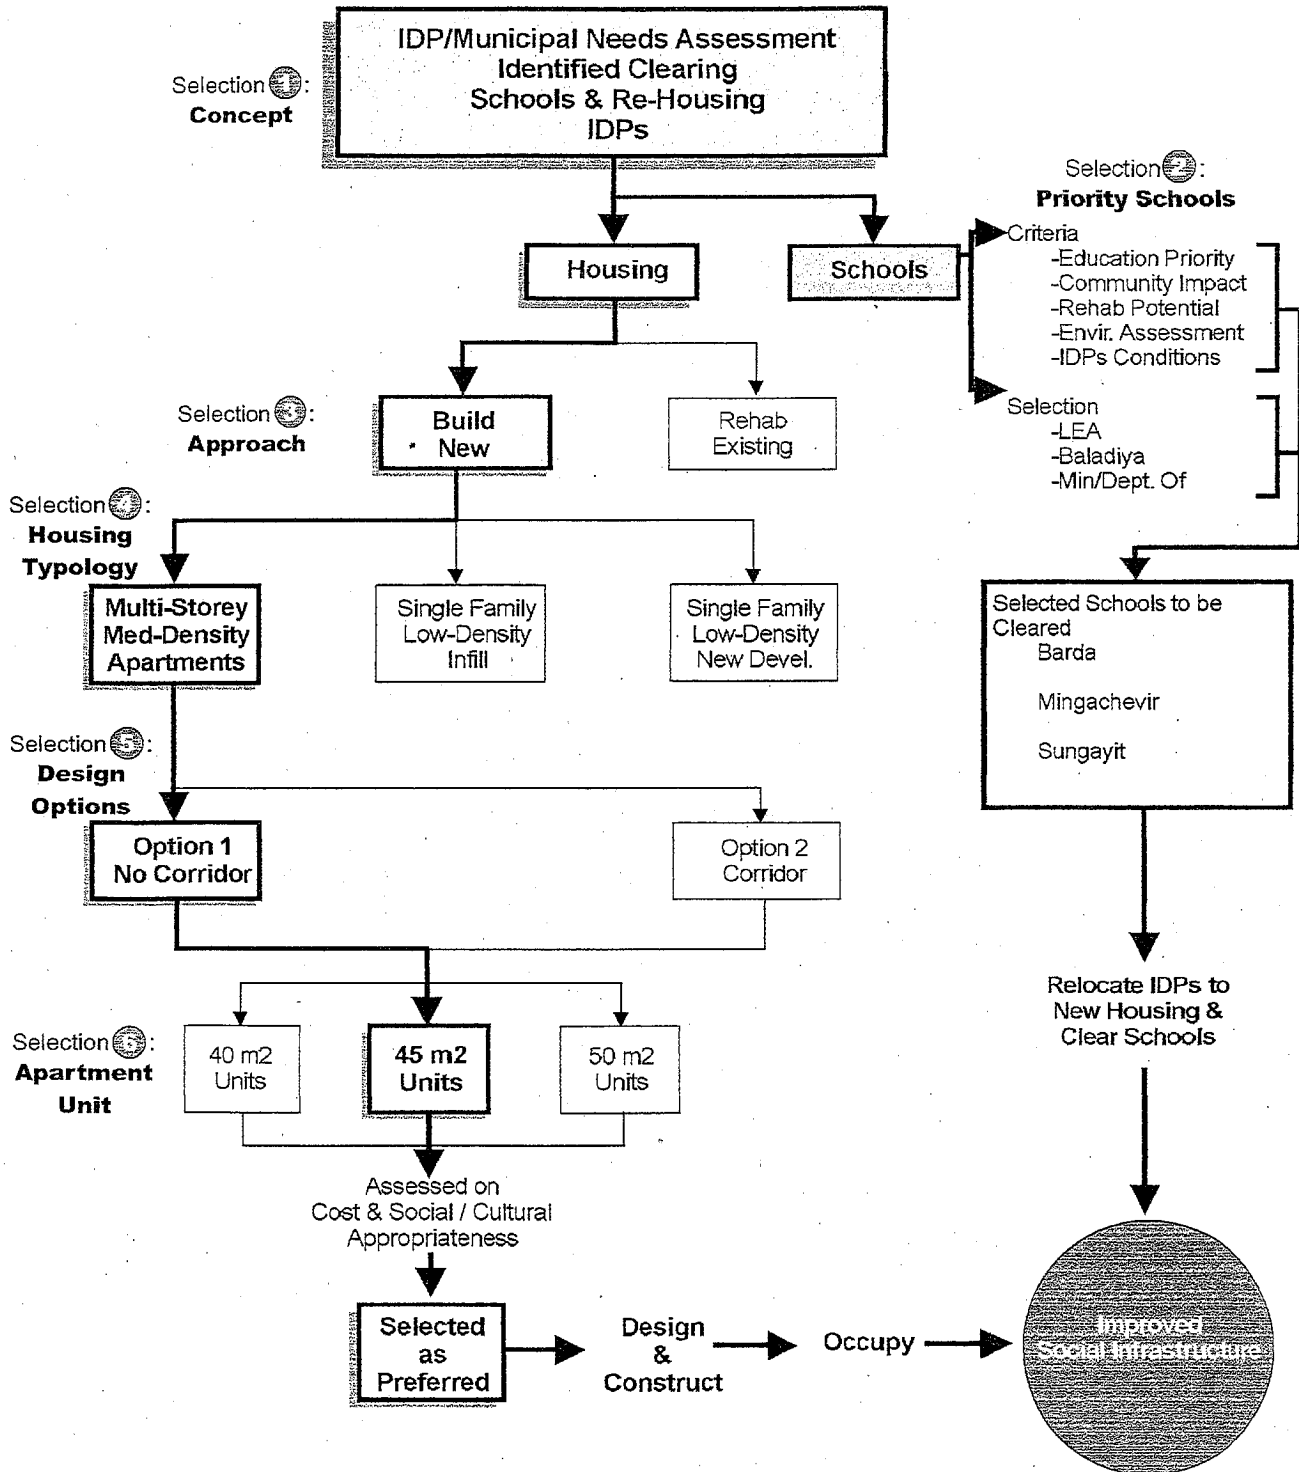 IDP/Municipal Needs Assessment
Identified Clearing
Schools & Re-Housing
IDPs
Selection 1:
Concept
Selection 2:
Priority Schools
Criteria
-Education Priority
-Community Impact
-Rehab Potential
-Envir. Assessment
-IDPs Conditions
Selection
-LEA
-Baladiya
-Min/Dept. Of
Housing
Schools
Selection 3:
Approach
Build
New
Rehab
Existing
Selection 4:
Housing
Typology
Multi-Storey
Med-Density
Apartments
Single Family
Low-Density
Infill
Single Family
Low-Density
New Devel.
Selected Schools to be
Cleared
Barda
Mingachevir
Sungayit
Selection 5:
Design
Options
Option 1
No Corridor
Option 2
Corridor
Selection 6:
Apartment
Unit
40 m2
Units
45 m2
Units
50 m2
Units
Relocate IDPs to
New Housing &
Clear Schools
Assessed on
Cost & Social / Cultural
Appropriateness
Selected
as
Preferred
Design
&
Construct
Occupy
Improved
Social Infrastructure